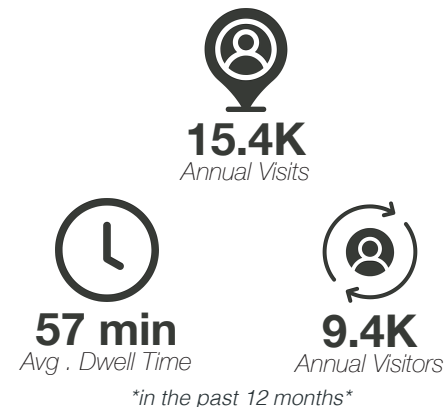 15.4K
Annual Visits
57 min
Avg . Dwell Time
9.4K
Annual Visitors
*in the past 12 months*